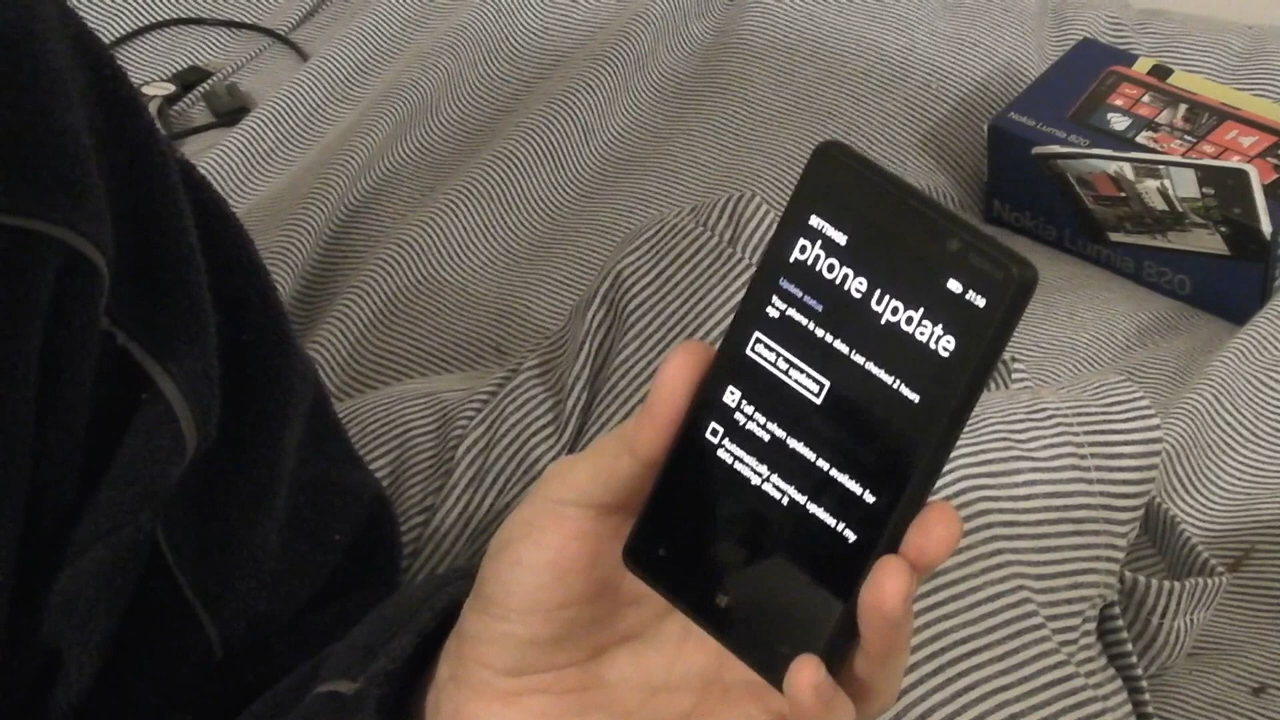 SETTINGS
21:50
phone update
Update status
Your phone is up to date. Last checked 2 hours
ago
check for updates
Tell me when updates are available for
my phone
Automatically download updates if my
data settings allow it
Nokia Lumia 820
Nokia Lumia 820